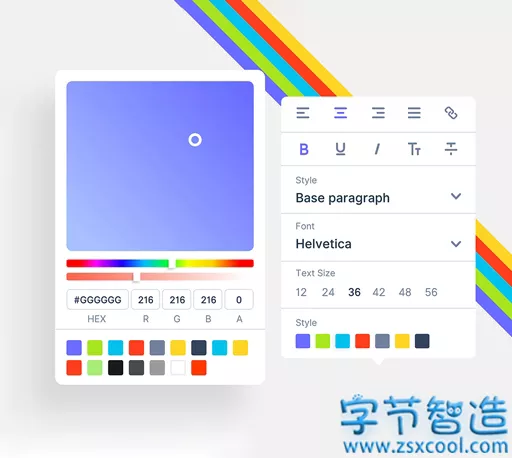 #GGGGGG 216 216 216 0
HEX R G B A
B U I TT T
Style
Base paragraph
Font
Helvetica
Text Size
12 24 36 42 48 56
Style
字节智造
www.zsxcool.com